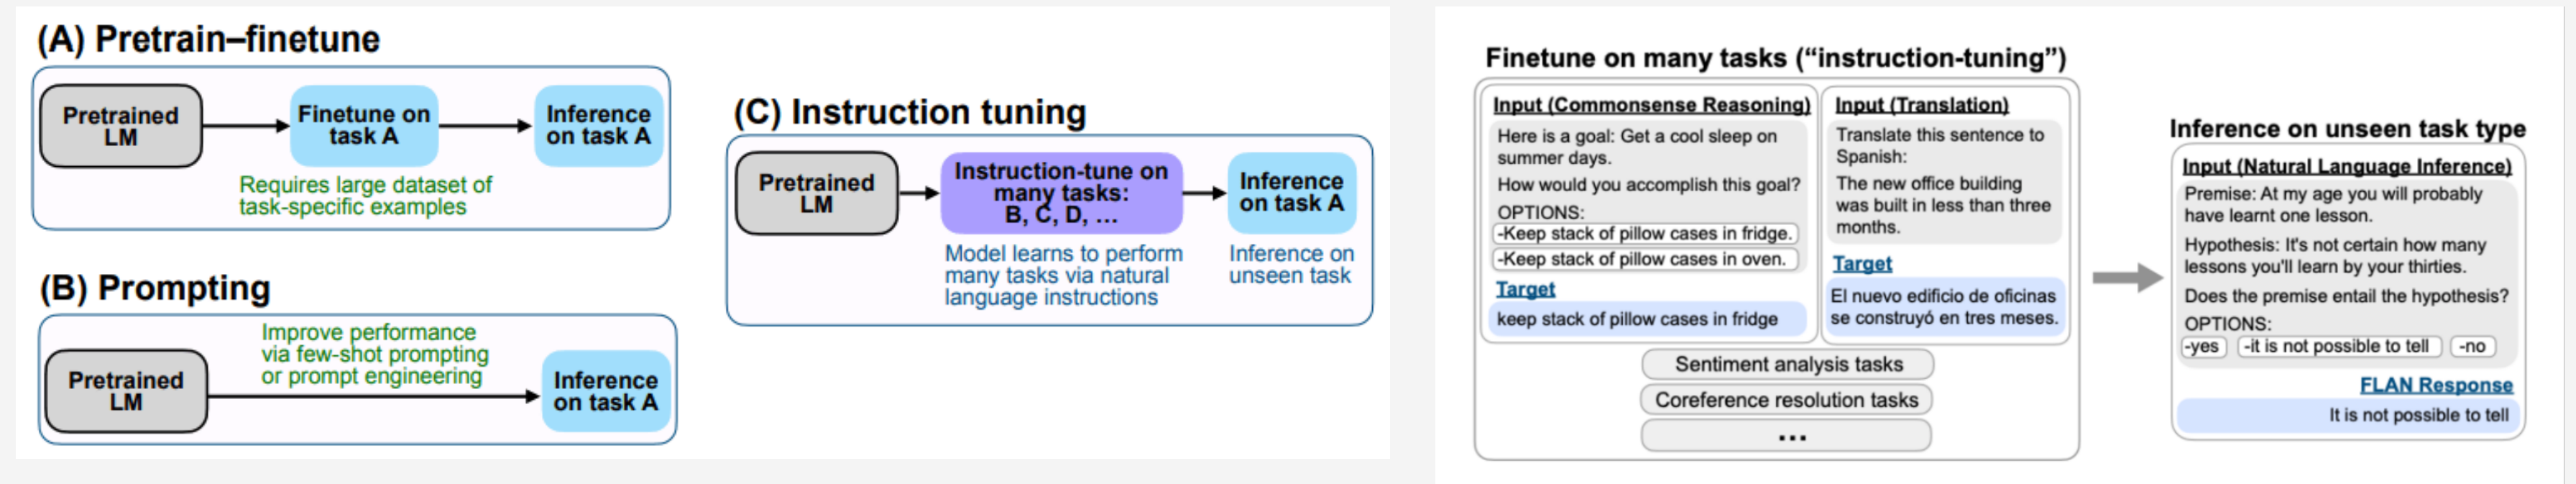 (A) Pretrain–finetune
Pretrained
LM
Finetune on
task A
Inference
on task A
Requires large dataset of
task-specific examples
(B) Prompting
Pretrained
LM
Improve performance
via few-shot prompting
or prompt engineering
Inference
on task A
(C) Instruction tuning
Pretrained
LM
Instruction-tune on
many tasks:
B, C, D, …
Inference
on task A
Model learns to perform
many tasks via natural
language instructions
Inference on
unseen task
Finetune on many tasks (“instruction-tuning”)
Input (Commonsense Reasoning)
Here is a goal: Get a cool sleep on
summer days.
How would you accomplish this goal?
OPTIONS:
-Keep stack of pillow cases in fridge.
-Keep stack of pillow cases in oven.
Target
keep stack of pillow cases in fridge
Input (Translation)
Translate this sentence to
Spanish:
The new office building
was built in less than three
months.
Target
El nuevo edificio de oficinas
se construyó en tres meses.
Sentiment analysis tasks
Coreference resolution tasks
...
Inference on unseen task type
Input (Natural Language Inference)
Premise: At my age you will probably
have learnt one lesson.
Hypothesis: It's not certain how many
lessons you'll learn by your thirties.
Does the premise entail the hypothesis?
OPTIONS:
-yes -it is not possible to tell -no
FLAN Response
It is not possible to tell